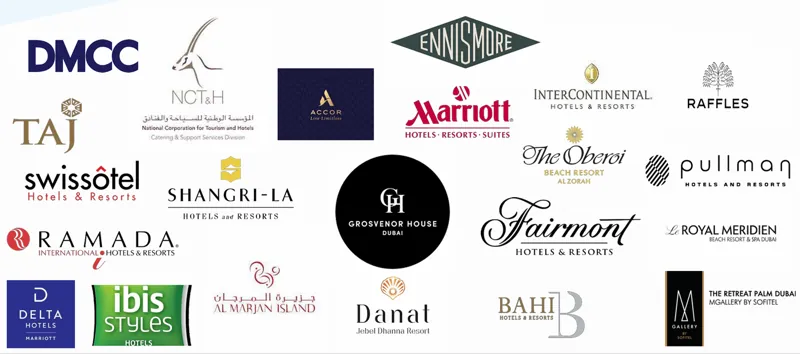 DMCC
NCT&H
المؤسسة الوطنية للسياحة والفنادق
National Corporation for Tourism and Hotels
Catering & Support Services Division
ACCOR
Live Limitless
ENNISMORE
Marriott
HOTELS · RESORTS · SUITES
INTERCONTINENTAL.
HOTELS & RESORTS
RAFFLES
TAJ
swissôtel
Hotels & Resorts
SHANGRI-LA
HOTELS and RESORTS
GH
GROSVENOR HOUSE
DUBAI
The Oberoi
BEACH RESORT
AL ZORAH
pullman
HOTELS AND RESORTS
R RAMADA®
INTERNATIONAL HOTELS & RESORTS
i
Fairmont
HOTELS & RESORTS
Le ROYAL MERIDIEN
BEACH RESORT & SPA DUBAI
D
DELTA
HOTELS
MARRIOTT
ibis
STYLES
HOTELS
جزيرة المرجان
AL MARJAN ISLAND
Danat
Jebel Dhanna Resort
BAHI B
HOTELS & RESORTS
M
GALLERY
BY
SOFITEL
THE RETREAT PALM DUBAI
MGALLERY BY SOFITEL